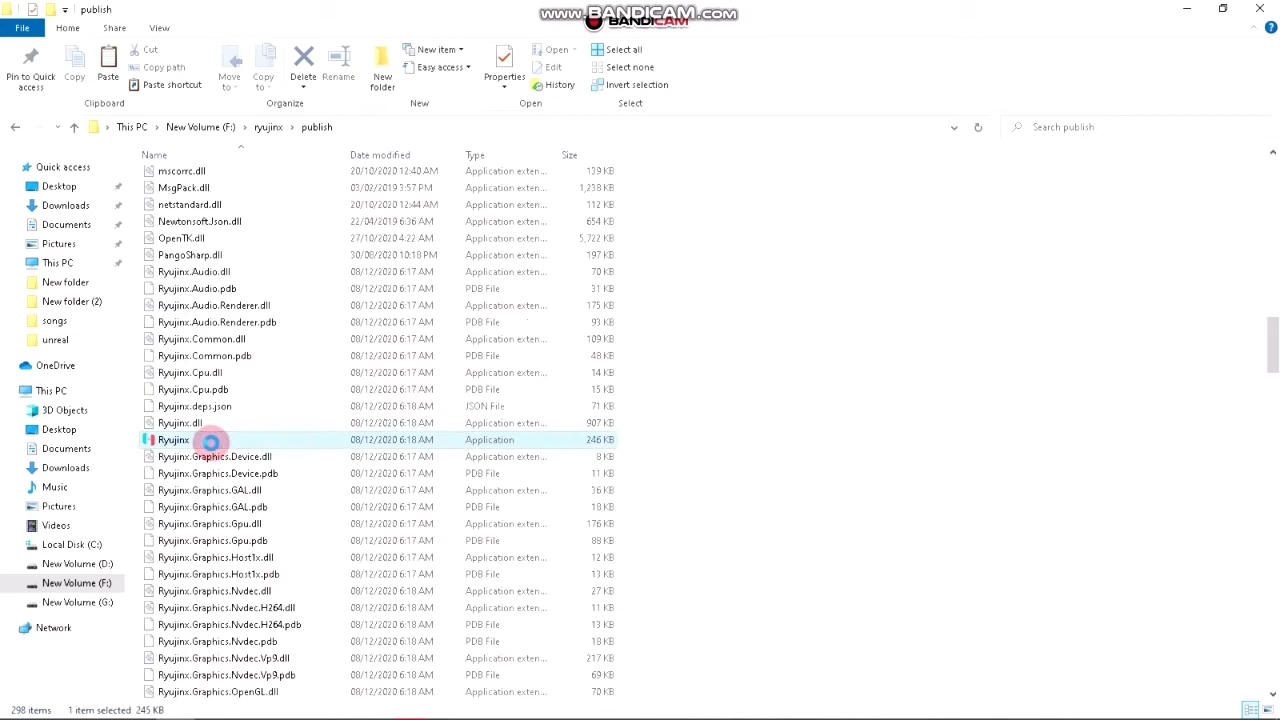 publish
www.BANDICAM.com
BANDICAM
File Home Share View
Pin to Quick access
Copy
Paste
Cut
Copy path
Paste shortcut
Clipboard
Move to
Copy to
Delete
Rename
Organize
New folder
New item
Easy access
New
Properties
Open
Edit
History
Open
Select all
Select none
Invert selection
Select
This PC > New Volume (F:) > ryujinx > publish
Search publish
Quick access
Desktop
Downloads
Documents
Pictures
This PC
New folder
New folder (2)
songs
unreal
OneDrive
This PC
3D Objects
Desktop
Documents
Downloads
Music
Pictures
Videos
Local Disk (C:)
New Volume (D:)
New Volume (F:)
New Volume (G:)
Network
Name Date modified Type Size
mscorrc.dll 20/10/2020 12:40 AM Application exten... 139 KB
MsgPack.dll 03/02/2019 3:57 PM Application exten... 1,238 KB
netstandard.dll 20/10/2020 12:44 AM Application exten... 112 KB
Newtonsoft.Json.dll 22/04/2019 6:36 AM Application exten... 654 KB
OpenTK.dll 27/10/2020 4:22 AM Application exten... 5,722 KB
PangoSharp.dll 30/08/2020 10:18 PM Application exten... 197 KB
Ryujinx.Audio.dll 08/12/2020 6:17 AM Application exten... 70 KB
Ryujinx.Audio.pdb 08/12/2020 6:17 AM PDB File 31 KB
Ryujinx.Audio.Renderer.dll 08/12/2020 6:17 AM Application exten... 175 KB
Ryujinx.Audio.Renderer.pdb 08/12/2020 6:17 AM PDB File 93 KB
Ryujinx.Common.dll 08/12/2020 6:17 AM Application exten... 109 KB
Ryujinx.Common.pdb 08/12/2020 6:17 AM PDB File 48 KB
Ryujinx.Cpu.dll 08/12/2020 6:17 AM Application exten... 14 KB
Ryujinx.Cpu.pdb 08/12/2020 6:17 AM PDB File 15 KB
Ryujinx.deps.json 08/12/2020 6:18 AM JSON File 71 KB
Ryujinx.dll 08/12/2020 6:18 AM Application exten... 907 KB
Ryujinx 08/12/2020 6:18 AM Application 246 KB
Ryujinx.Graphics.Device.dll 08/12/2020 6:17 AM Application exten... 8 KB
Ryujinx.Graphics.Device.pdb 08/12/2020 6:17 AM PDB File 11 KB
Ryujinx.Graphics.GAL.dll 08/12/2020 6:17 AM Application exten... 36 KB
Ryujinx.Graphics.GAL.pdb 08/12/2020 6:17 AM PDB File 18 KB
Ryujinx.Graphics.Gpu.dll 08/12/2020 6:17 AM Application exten... 176 KB
Ryujinx.Graphics.Gpu.pdb 08/12/2020 6:17 AM PDB File 88 KB
Ryujinx.Graphics.Host1x.dll 08/12/2020 6:17 AM Application exten... 12 KB
Ryujinx.Graphics.Host1x.pdb 08/12/2020 6:17 AM PDB File 13 KB
Ryujinx.Graphics.Nvdec.dll 08/12/2020 6:18 AM Application exten... 27 KB
Ryujinx.Graphics.Nvdec.H264.dll 08/12/2020 6:18 AM Application exten... 11 KB
Ryujinx.Graphics.Nvdec.H264.pdb 08/12/2020 6:18 AM PDB File 13 KB
Ryujinx.Graphics.Nvdec.pdb 08/12/2020 6:18 AM PDB File 18 KB
Ryujinx.Graphics.Nvdec.Vp9.dll 08/12/2020 6:18 AM Application exten... 217 KB
Ryujinx.Graphics.Nvdec.Vp9.pdb 08/12/2020 6:18 AM PDB File 69 KB
Ryujinx.Graphics.OpenGL.dll 08/12/2020 6:18 AM Application exten... 70 KB
298 items 1 item selected 245 KB